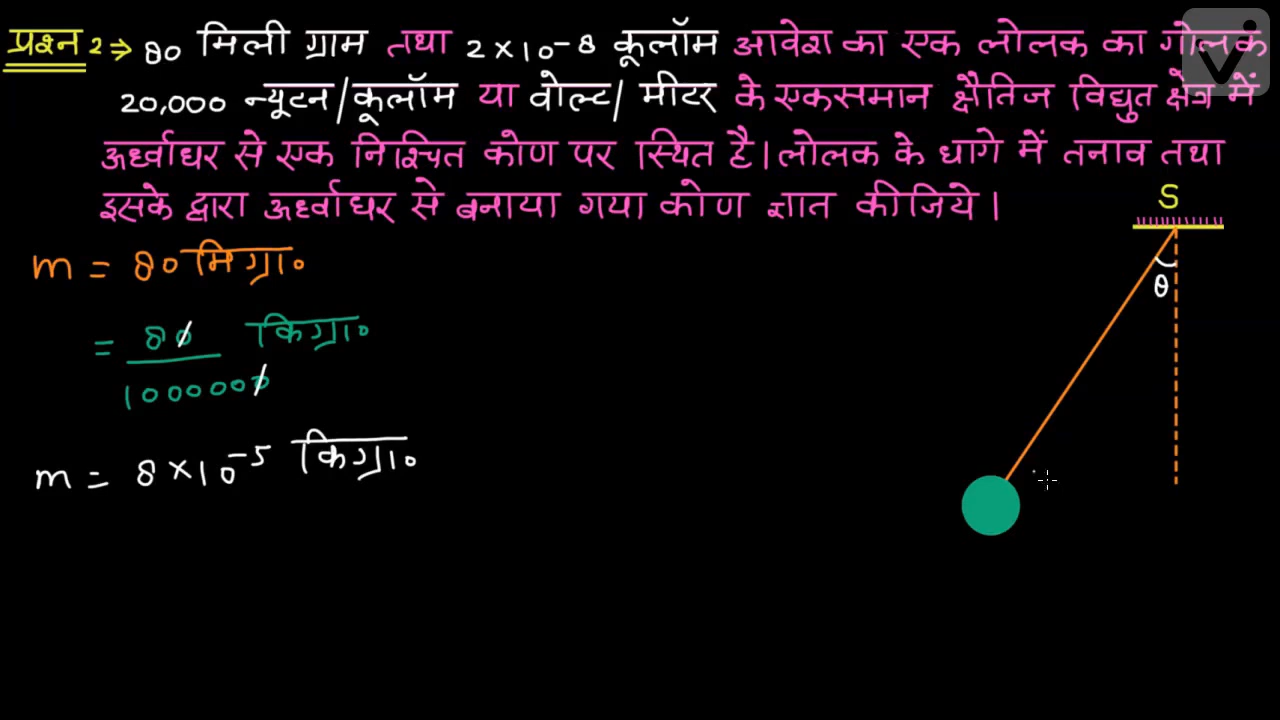 प्रश्न 2 ⇒ 80 मिली ग्राम तथा 2×10⁻⁸ कूलॉम आवेश का एक लोलक का गोलक
20,000 न्यूटन/कूलॉम या वोल्ट/मीटर के एकसमान क्षैतिज विद्युत क्षेत्र में
ऊर्ध्वाधर से एक निश्चित कोण पर स्थित है। लोलक के धागे में तनाव तथा
इसके द्वारा ऊर्ध्वाधर से बनाया गया कोण ज्ञात कीजिये।
S
m = 80 मिग्रा०
θ
= 80 / 1000000 किग्रा०
m = 8×10⁻⁵ किग्रा०